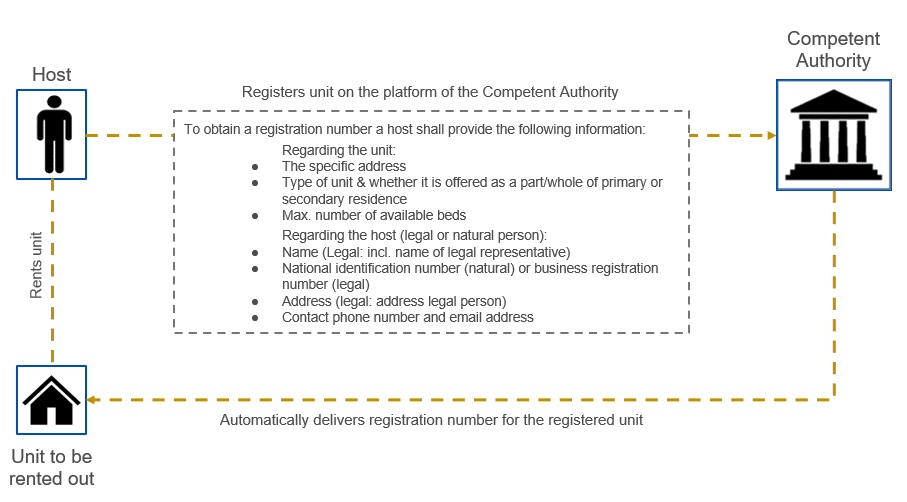 Competent
Authority
Host
Registers unit on the platform of the Competent Authority
To obtain a registration number a host shall provide the following information:
Regarding the unit:
● The specific address
● Type of unit & whether it is offered as a part/whole of primary or
secondary residence
● Max. number of available beds
Regarding the host (legal or natural person):
● Name (Legal: incl. name of legal representative)
● National identification number (natural) or business registration
number (legal)
● Address (legal: address legal person)
● Contact phone number and email address
Rents unit
Automatically delivers registration number for the registered unit
Unit to be
rented out